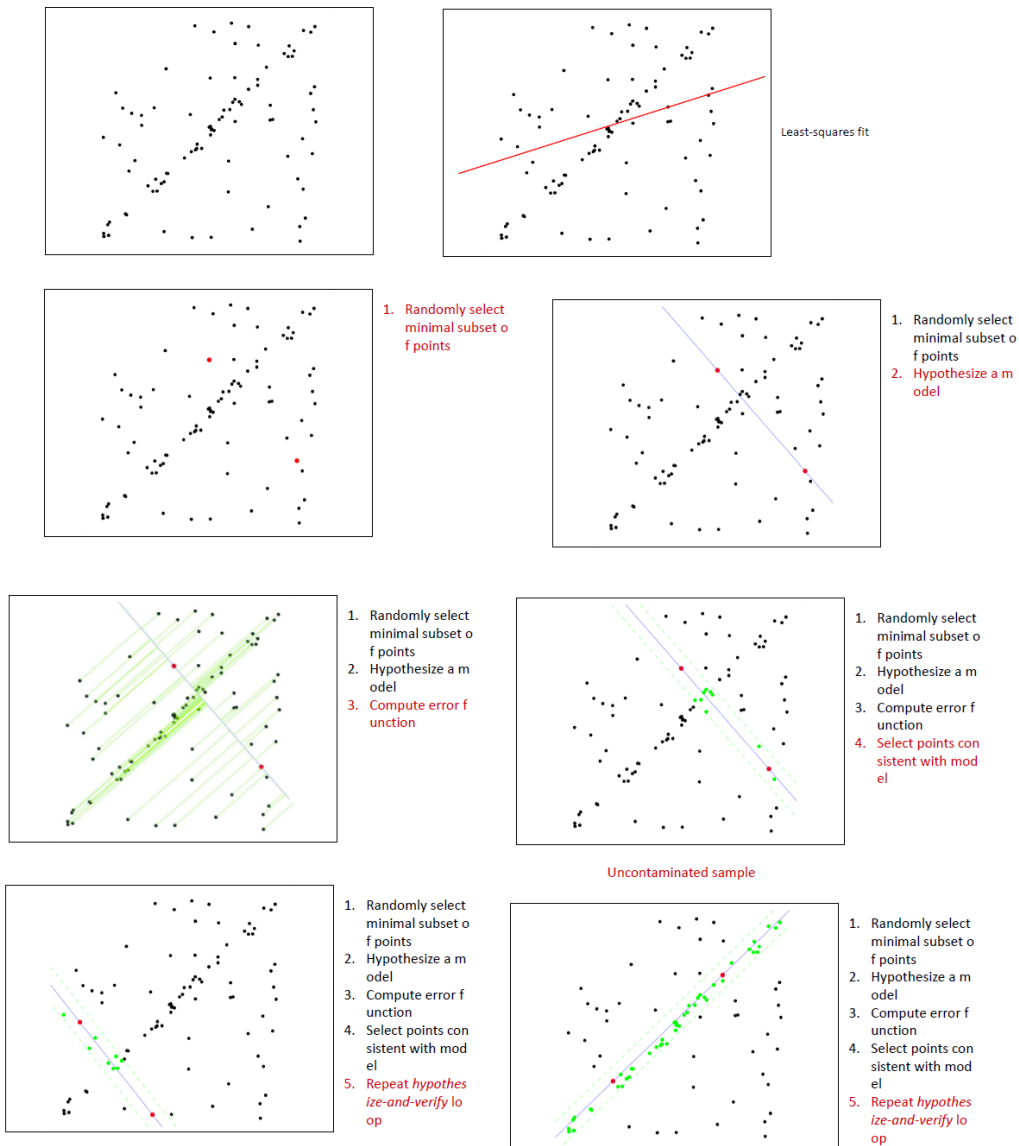 Least-squares fit
1. Randomly select
minimal subset o
f points
1. Randomly select
minimal subset o
f points
2. Hypothesize a m
odel
1. Randomly select
minimal subset o
f points
2. Hypothesize a m
odel
3. Compute error f
unction
1. Randomly select
minimal subset o
f points
2. Hypothesize a m
odel
3. Compute error f
unction
4. Select points con
sistent with mod
el
1. Randomly select
minimal subset o
f points
2. Hypothesize a m
odel
3. Compute error f
unction
4. Select points con
sistent with mod
el
5. Repeat hypothes
ize-and-verify lo
op
Uncontaminated sample
1. Randomly select
minimal subset o
f points
2. Hypothesize a m
odel
3. Compute error f
unction
4. Select points con
sistent with mod
el
5. Repeat hypothes
ize-and-verify lo
op